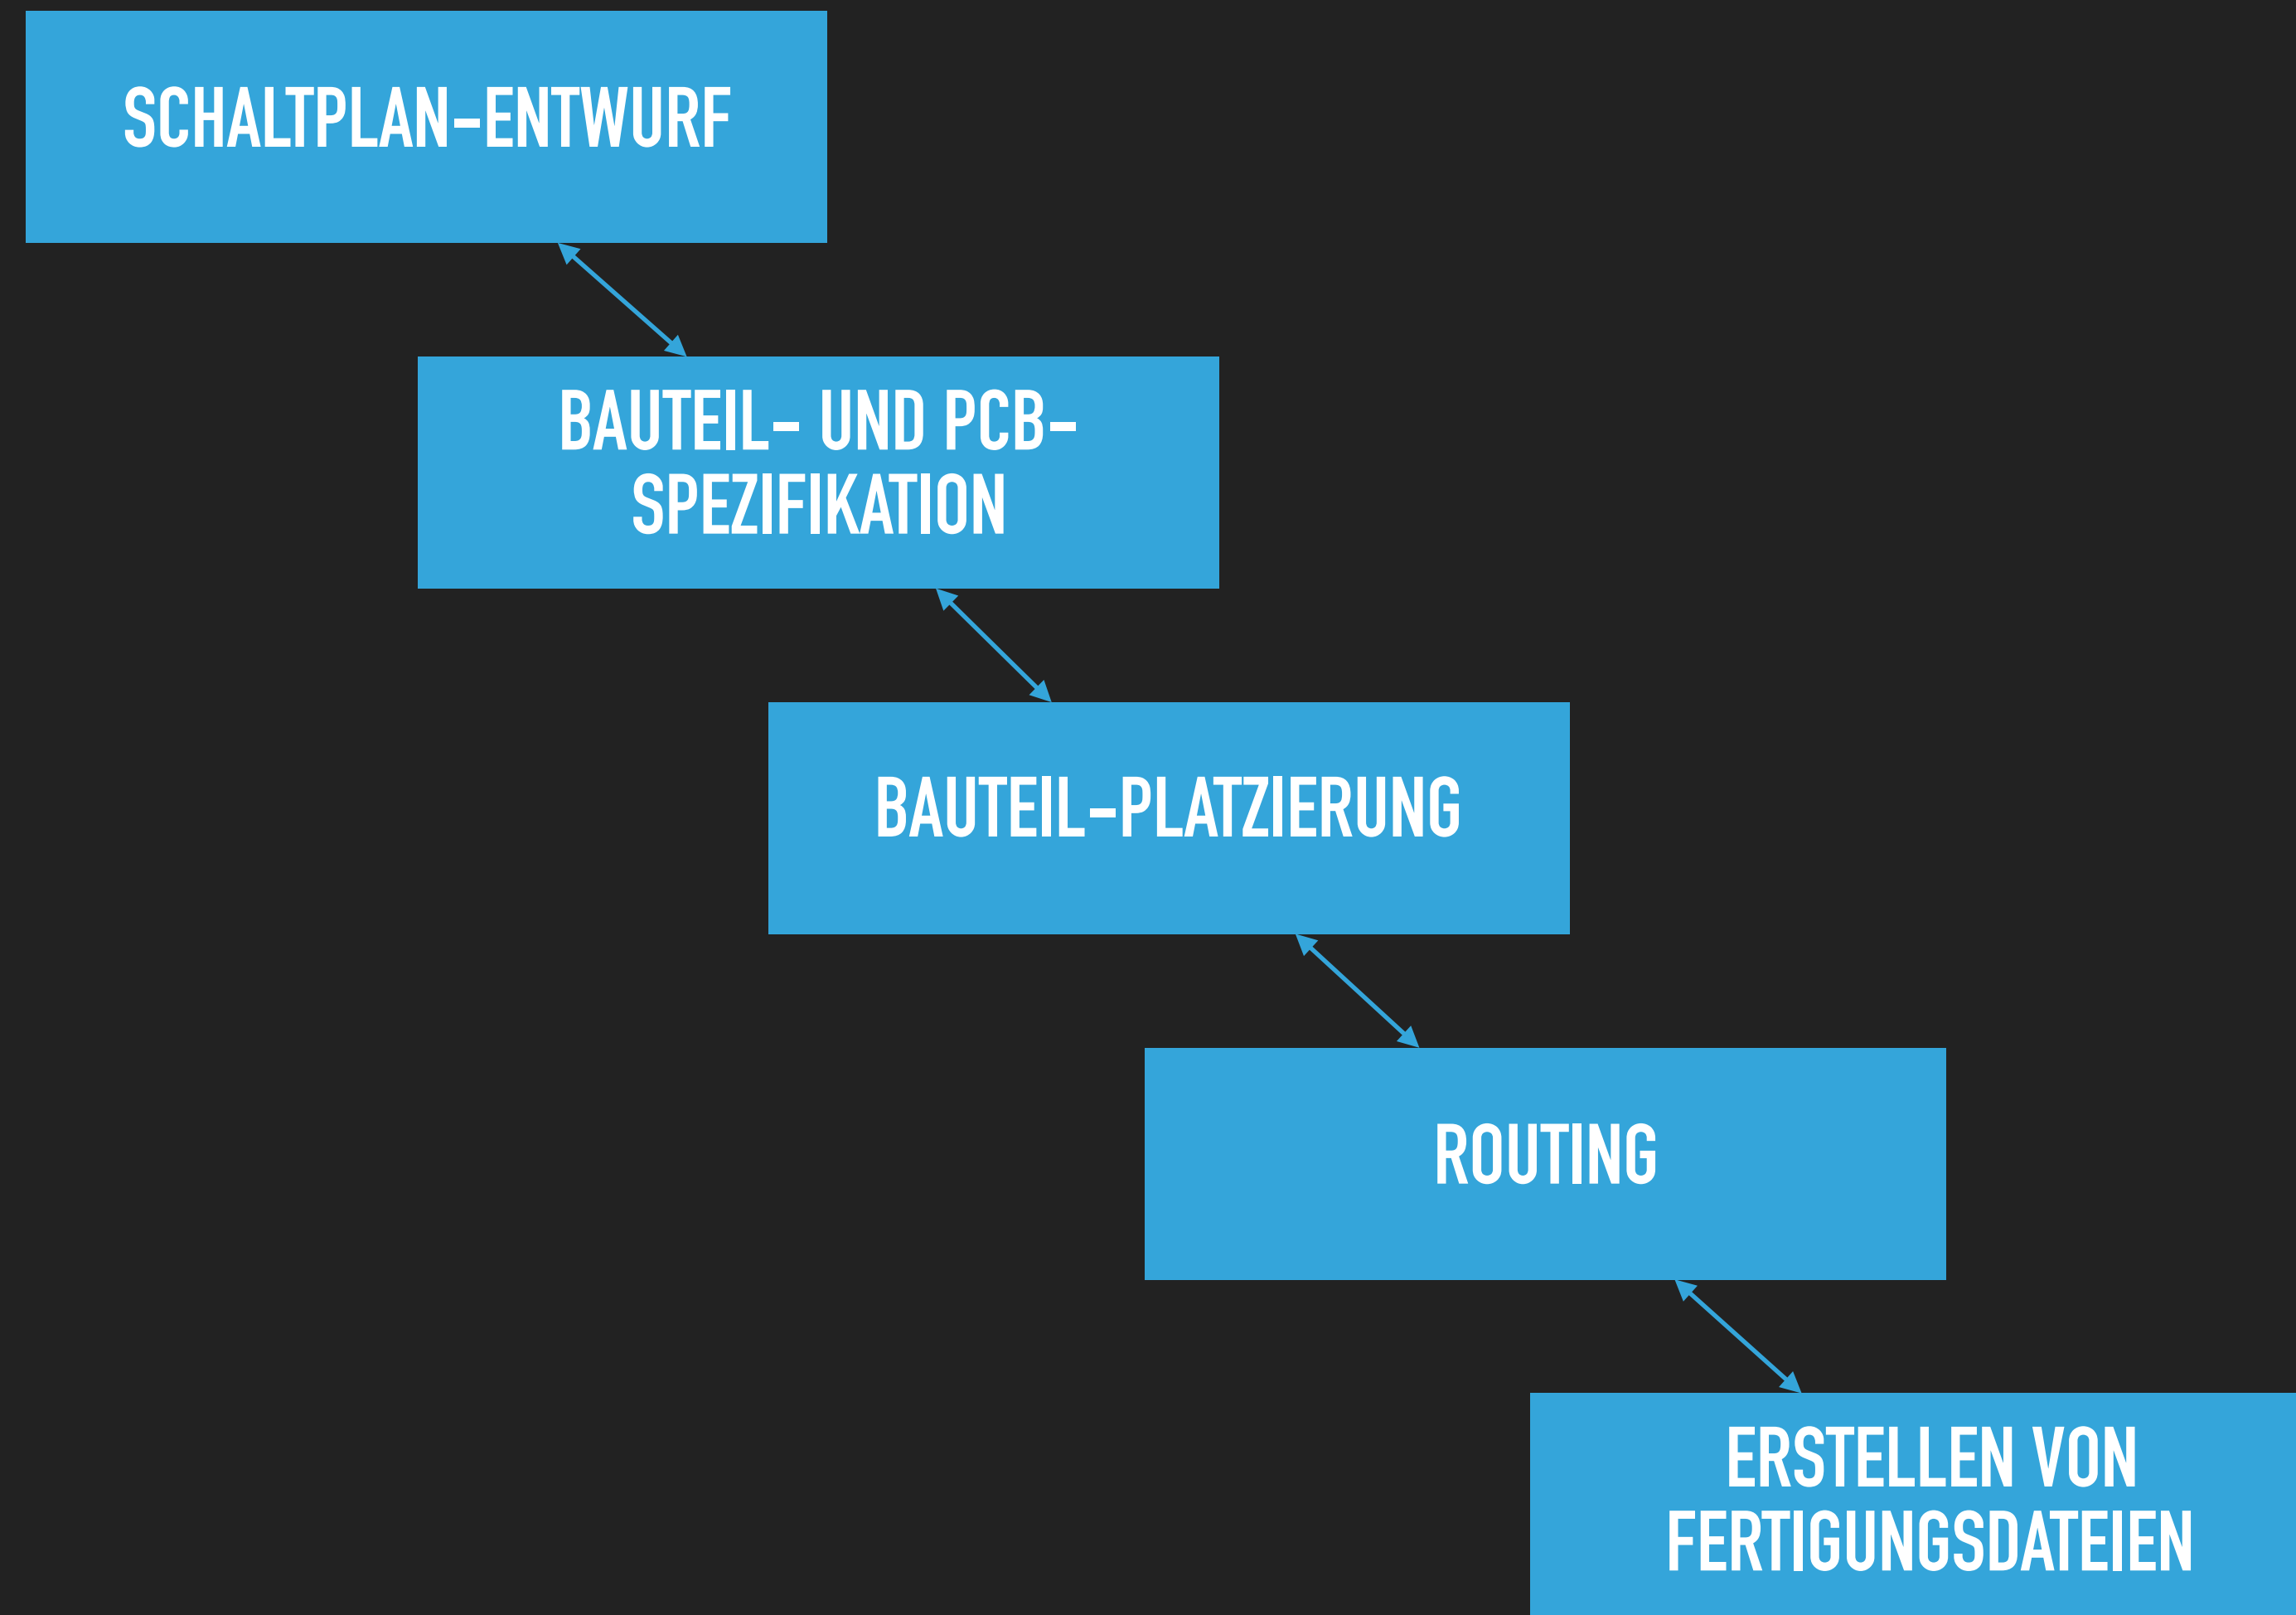 SCHALTPLAN-ENTWURF
BAUTEIL- UND PCB-
SPEZIFIKATION
BAUTEIL-PLATZIERUNG
ROUTING
ERSTELLEN VON
FERTIGUNGSDATEIEN